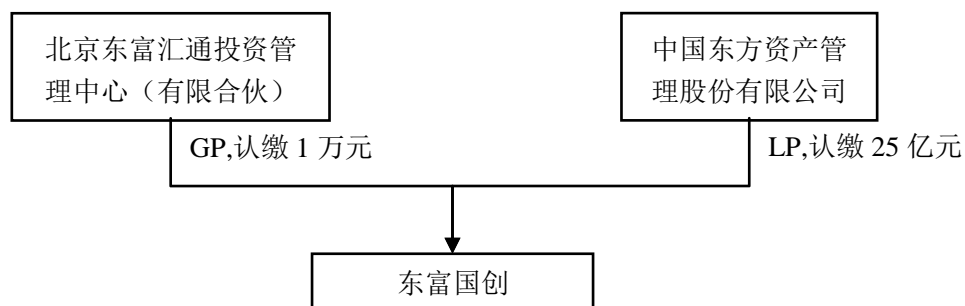 北京东富汇通投资管
理中心（有限合伙）
中国东方资产管
理股份有限公司
GP,认缴 1 万元
LP,认缴 25 亿元
东富国创